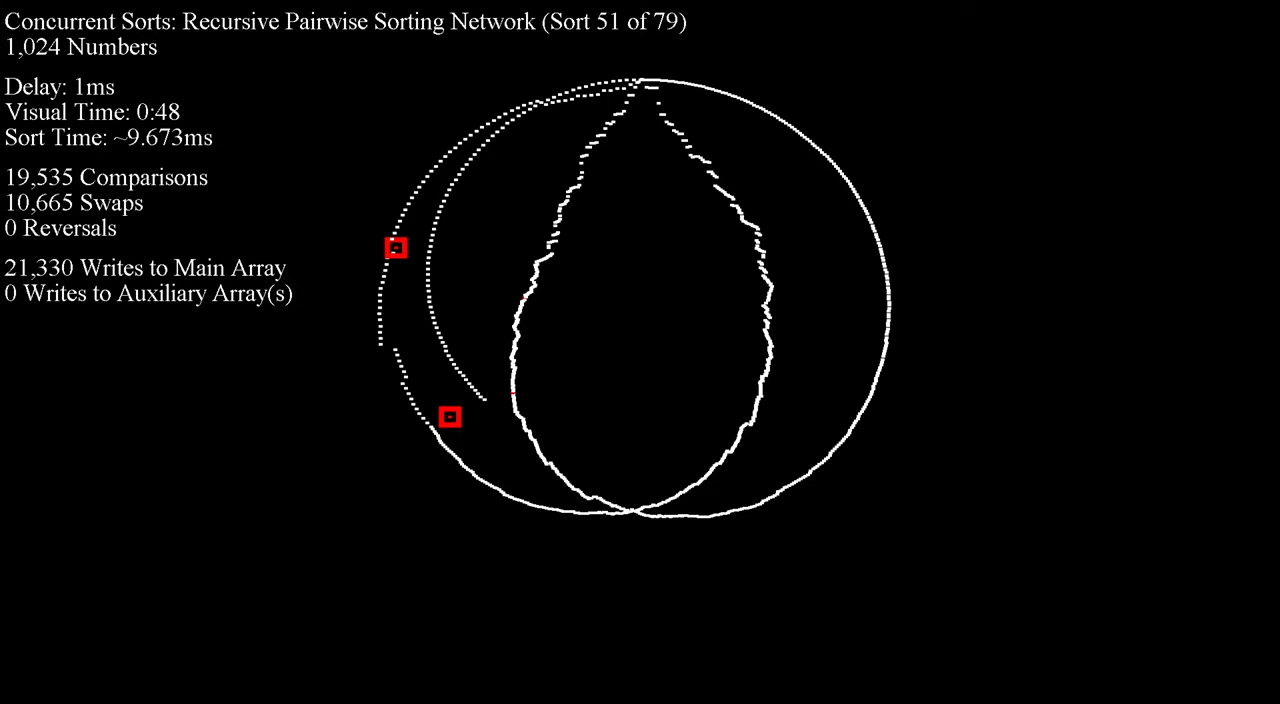 Concurrent Sorts: Recursive Pairwise Sorting Network (Sort 51 of 79)
1,024 Numbers
Delay: 1ms
Visual Time: 0:48
Sort Time: ~9.673ms
19,535 Comparisons
10,665 Swaps
0 Reversals
21,330 Writes to Main Array
0 Writes to Auxiliary Array(s)